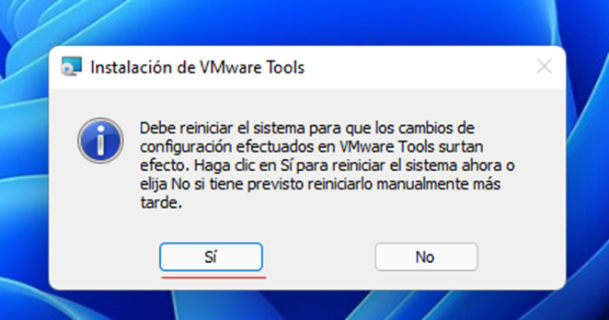 Instalación de VMware Tools
Debe reiniciar el sistema para que los cambios de
configuración efectuados en VMware Tools surtan
efecto. Haga clic en Sí para reiniciar el sistema ahora o
elija No si tiene previsto reiniciarlo manualmente más
tarde.
Sí
No